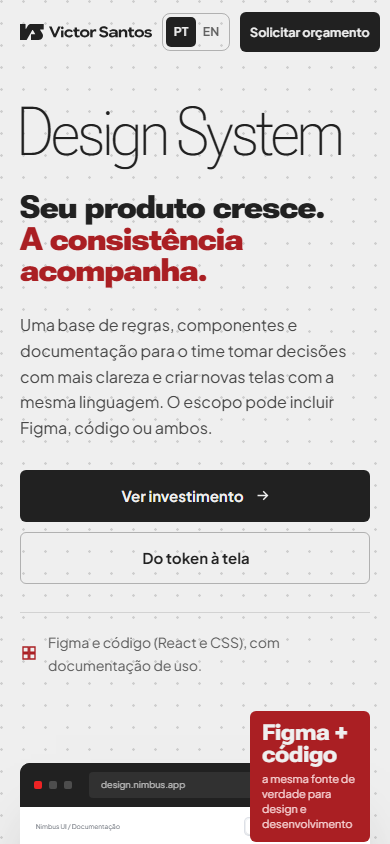 Victor Santos
PT EN
Solicitar orçamento
Design System
Seu produto cresce.
A consistência
acompanha.
Uma base de regras, componentes e
documentação para o time tomar decisões
com mais clareza e criar novas telas com a
mesma linguagem. O escopo pode incluir
Figma, código ou ambos.
Ver investimento →
Do token à tela
Figma e código (React e CSS), com
documentação de uso.
Figma +
código
a mesma fonte de
verdade para
design e
desenvolvimento
design.nimbus.app
Nimbus UI / Documentação